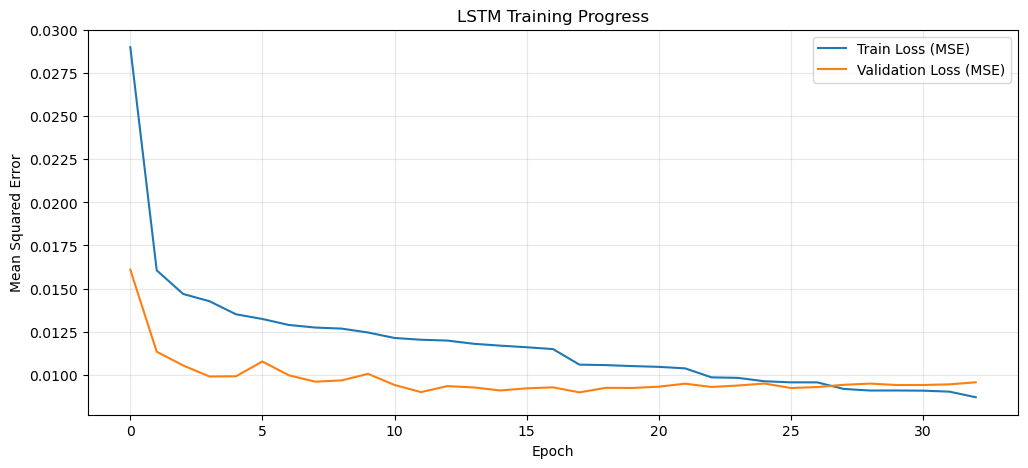 LSTM Training Progress
Train Loss (MSE)
Validation Loss (MSE)
Mean Squared Error
0.0300
0.0275
0.0250
0.0225
0.0200
0.0175
0.0150
0.0125
0.0100
0 5 10 15 20 25 30
Epoch